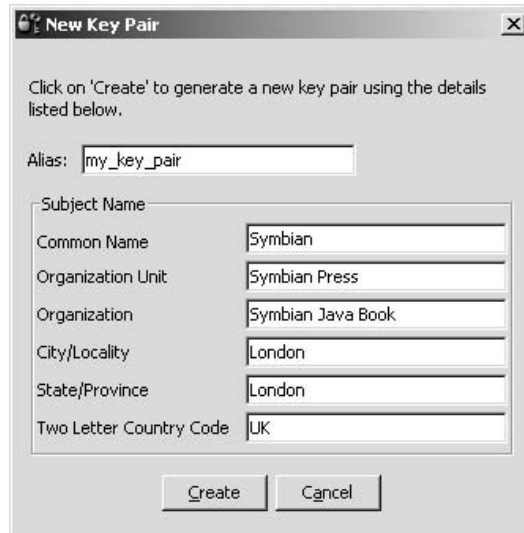 New Key Pair
Click on 'Create' to generate a new key pair using the details
listed below.
Alias: my_key_pair
Subject Name
Common Name Symbian
Organization Unit Symbian Press
Organization Symbian Java Book
City/Locality London
State/Province London
Two Letter Country Code UK
Create Cancel